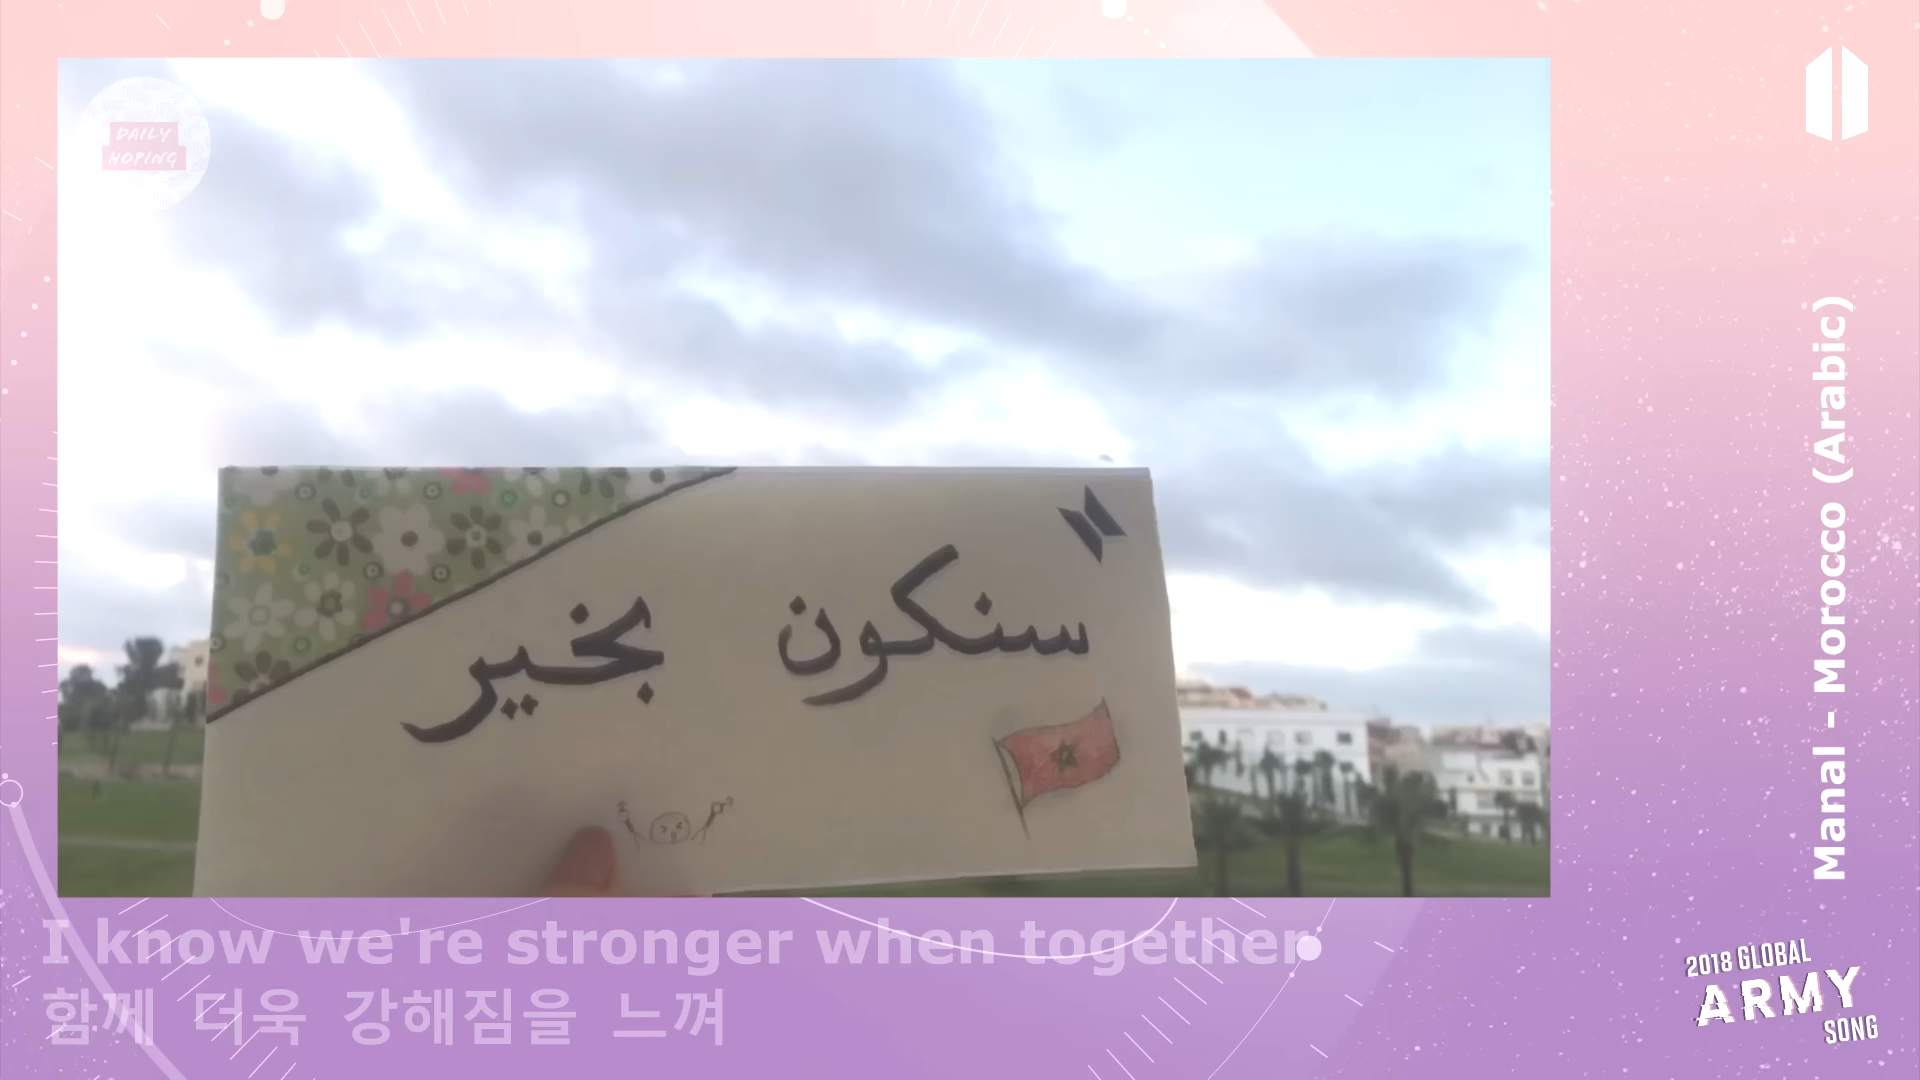 DAILY
HOPING
سنكون بخير
Manal - Morocco (Arabic)
I know we're stronger when together
함께 더욱 강해짐을 느껴
2018 GLOBAL
ARMY
SONG